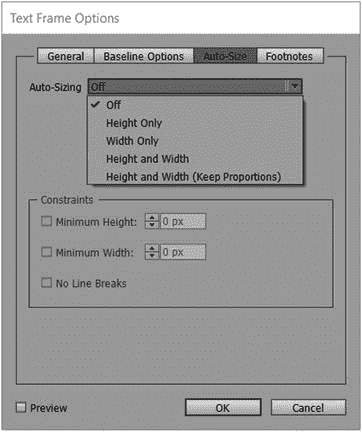 Text Frame Options
General Baseline Options Auto-Size Footnotes
Auto-Sizing Off
Off
Height Only
Width Only
Height and Width
Height and Width (Keep Proportions)
Constraints
Minimum Height: 0 px
Minimum Width: 0 px
No Line Breaks
Preview OK Cancel